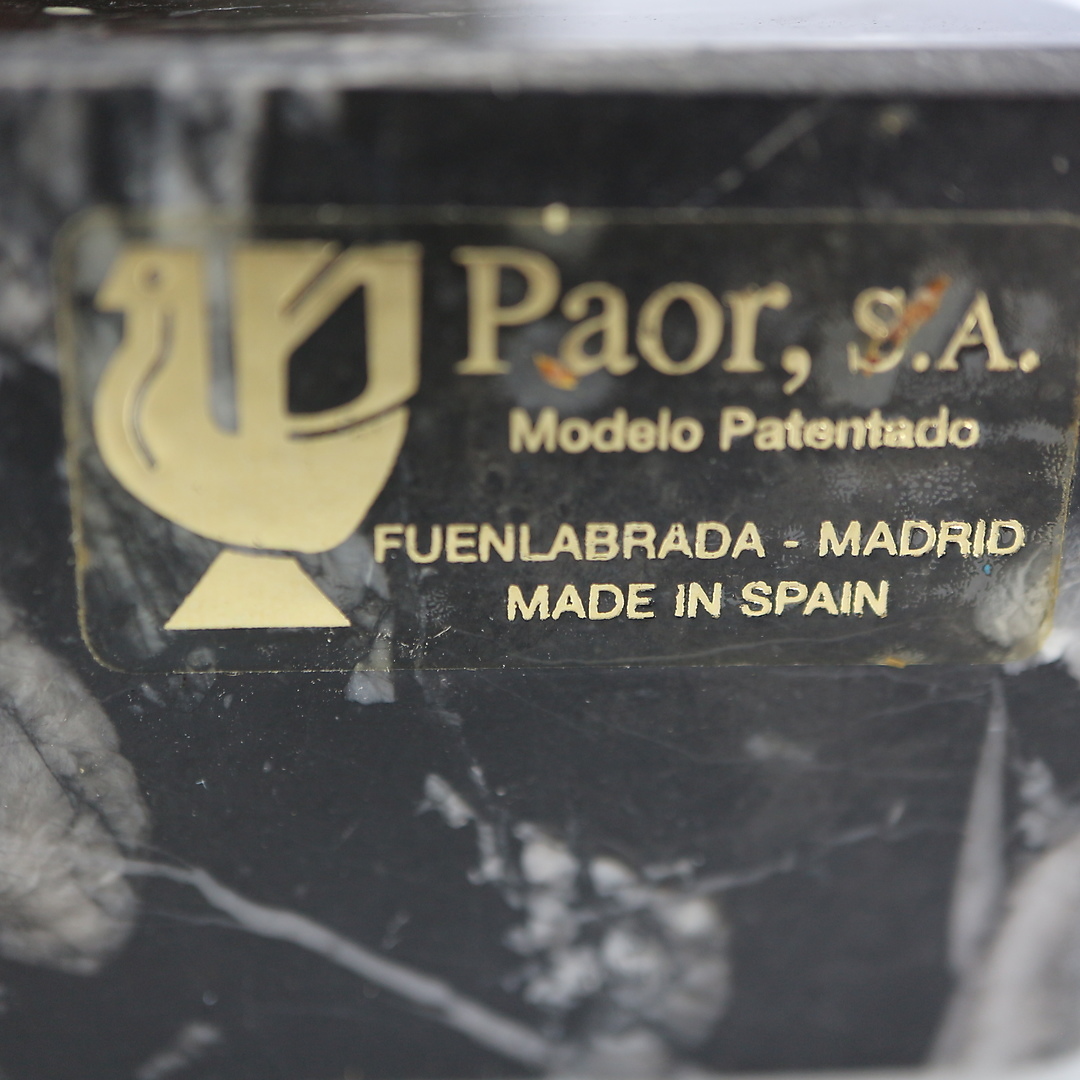 Paor, S.A.
Modelo Patentado
FUENLABRADA - MADRID
MADE IN SPAIN